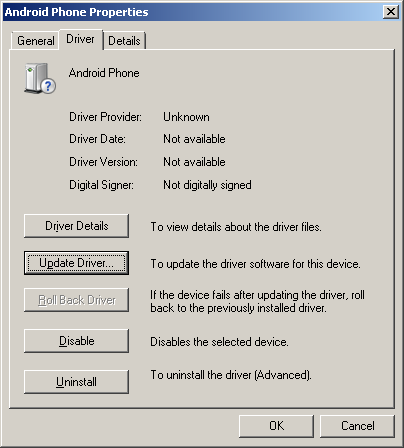 Android Phone Properties
General Driver Details
Android Phone
Driver Provider: Unknown
Driver Date: Not available
Driver Version: Not available
Digital Signer: Not digitally signed
Driver Details To view details about the driver files.
Update Driver... To update the driver software for this device.
Roll Back Driver If the device fails after updating the driver, roll
back to the previously installed driver.
Disable Disables the selected device.
Uninstall To uninstall the driver (Advanced).
OK Cancel